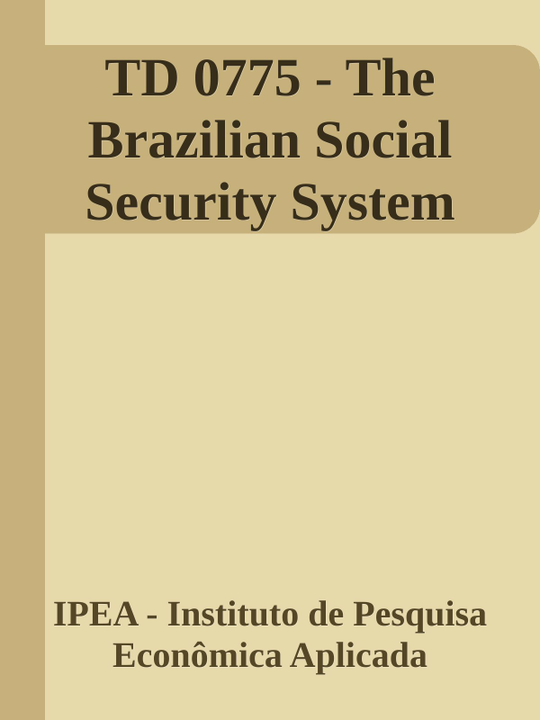 TD 0775 - The
Brazilian Social
Security System
IPEA - Instituto de Pesquisa
Econômica Aplicada